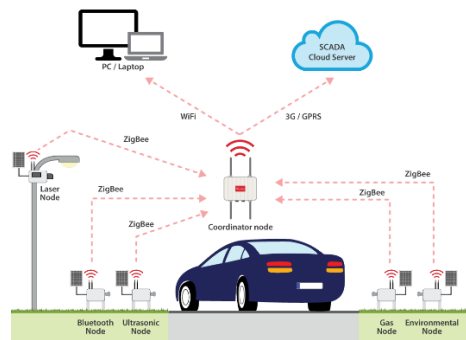 PC / Laptop
SCADA
Cloud Server
WiFi
3G / GPRS
ZigBee
Laser
Node
ZigBee
ZigBee
ZigBee
ZigBee
Coordinator node
Bluetooth
Node
Ultrasonic
Node
Gas
Node
Environmental
Node